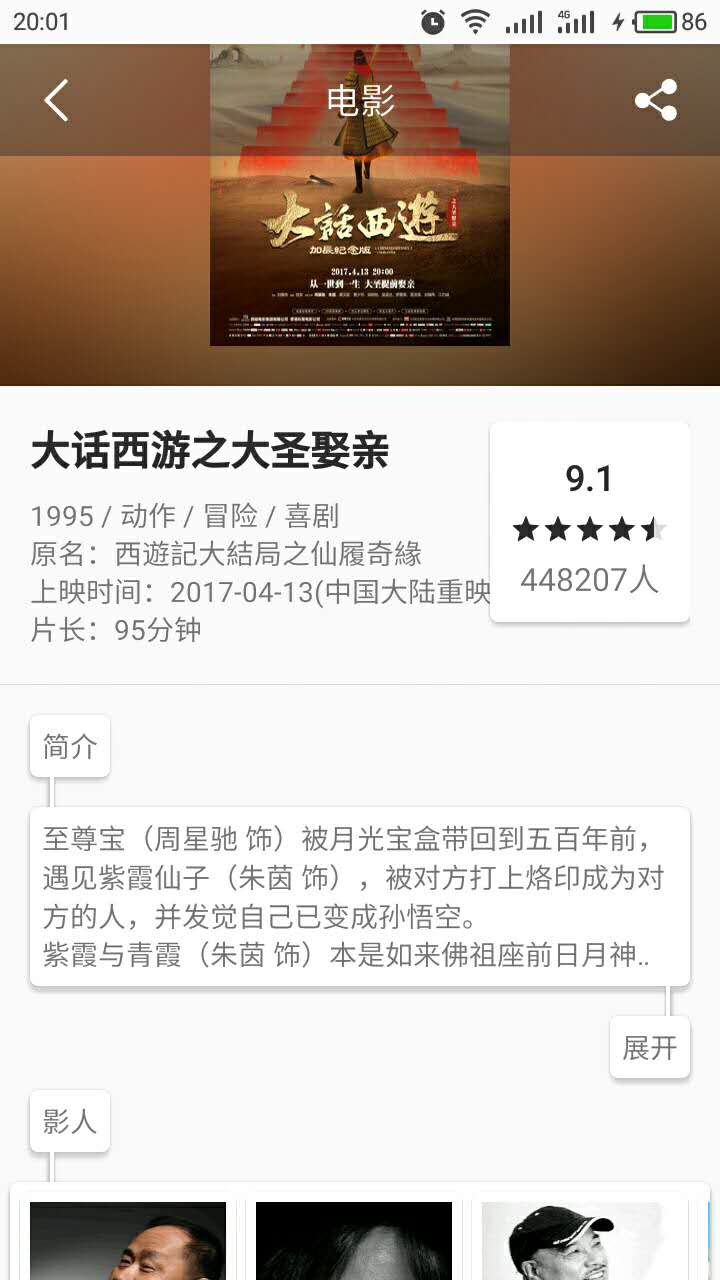 20:01
4G
86
电影
大話西游
之大圣娶亲
加长纪念版
2017.4.13 20:00
从一世到一生 大圣提前娶亲
大话西游之大圣娶亲
9.1
448207人
1995 / 动作 / 冒险 / 喜剧
原名：西遊記大結局之仙履奇緣
上映时间：2017-04-13(中国大陆重映
片长：95分钟
简介
至尊宝（周星驰 饰）被月光宝盒带回到五百年前，
遇见紫霞仙子（朱茵 饰），被对方打上烙印成为对
方的人，并发觉自己已变成孙悟空。
紫霞与青霞（朱茵 饰）本是如来佛祖座前日月神..
展开
影人